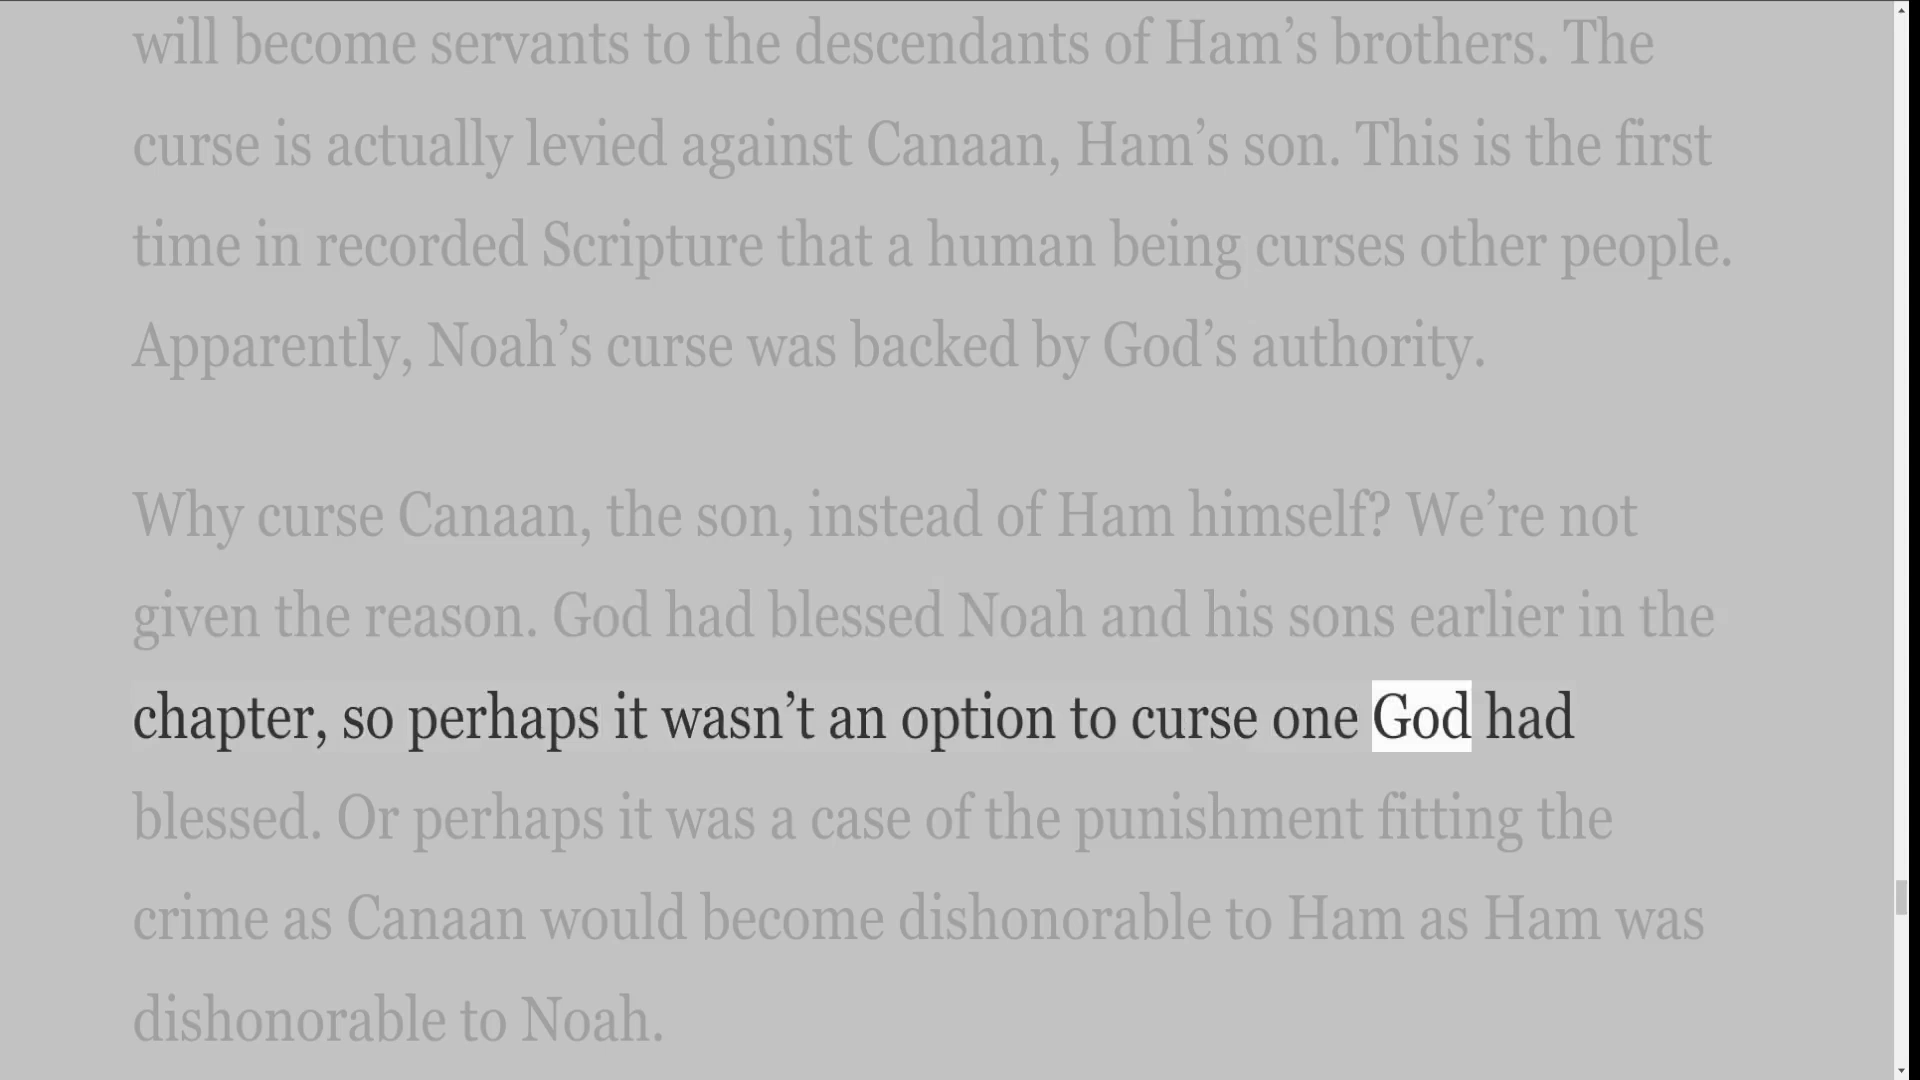 will become servants to the descendants of Ham’s brothers. The
curse is actually levied against Canaan, Ham’s son. This is the first
time in recorded Scripture that a human being curses other people.
Apparently, Noah’s curse was backed by God’s authority.
Why curse Canaan, the son, instead of Ham himself? We’re not
given the reason. God had blessed Noah and his sons earlier in the
chapter, so perhaps it wasn’t an option to curse one God had
blessed. Or perhaps it was a case of the punishment fitting the
crime as Canaan would become dishonorable to Ham as Ham was
dishonorable to Noah.